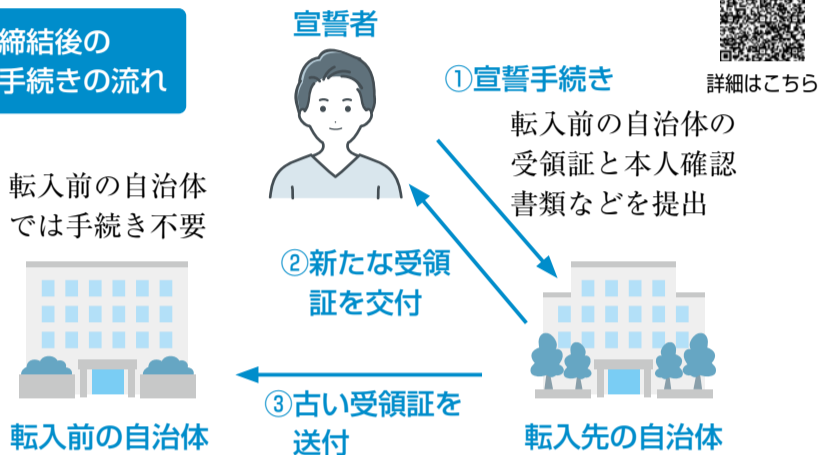 締結後の
手続きの流れ
宣誓者
詳細はこちら
①宣誓手続き
転入前の自治体の
受領証と本人確認
書類などを提出
転入前の自治体
では手続き不要
②新たな受領
証を交付
③古い受領証を
送付
転入前の自治体
転入先の自治体